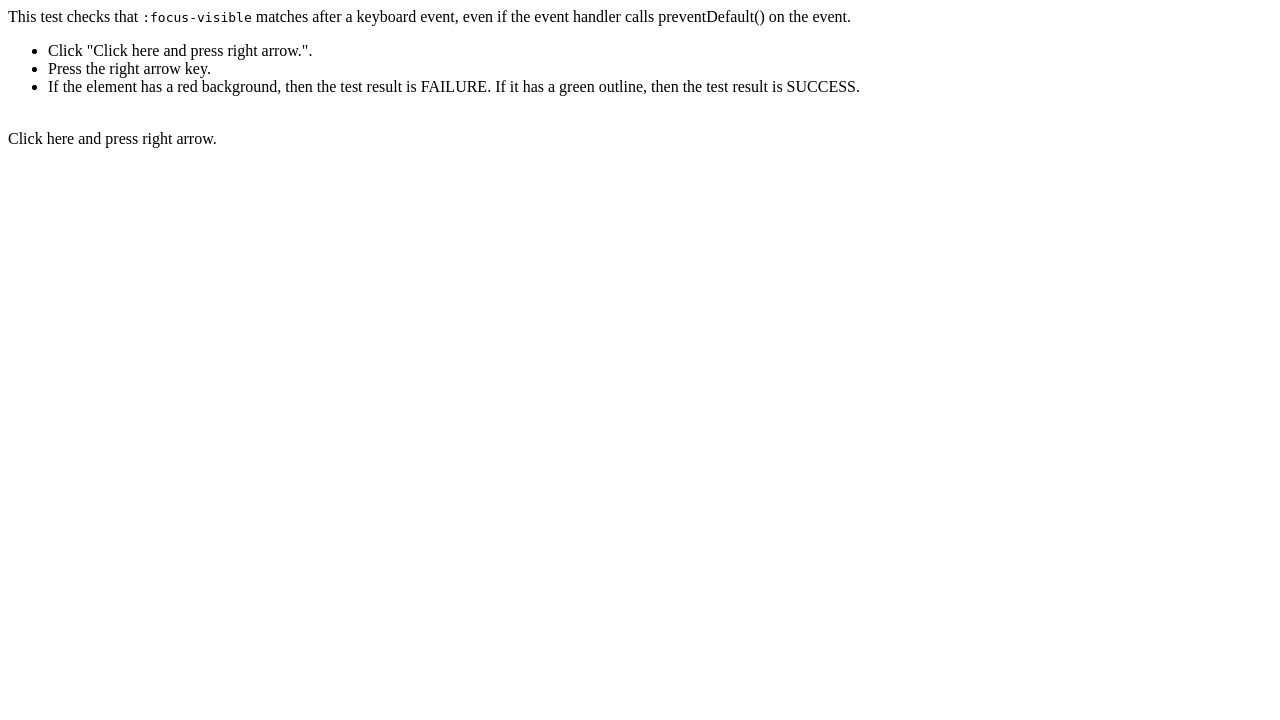 This test checks that :focus-visible matches after a keyboard event, even if the event handler calls preventDefault() on the event.
Click "Click here and press right arrow.".
Press the right arrow key.
If the element has a red background, then the test result is FAILURE. If it has a green outline, then the test result is SUCCESS.
Click here and press right arrow.